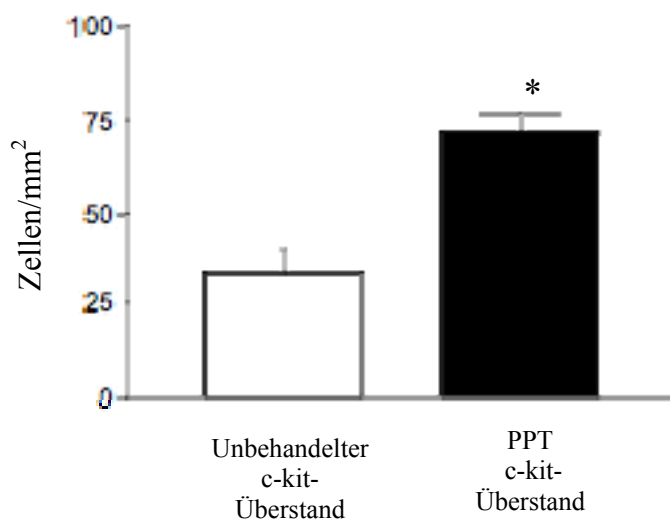 100
75
50
25
0
Zellen/mm²
*
Unbehandelter
c-kit-
Überstand
PPT
c-kit-
Überstand